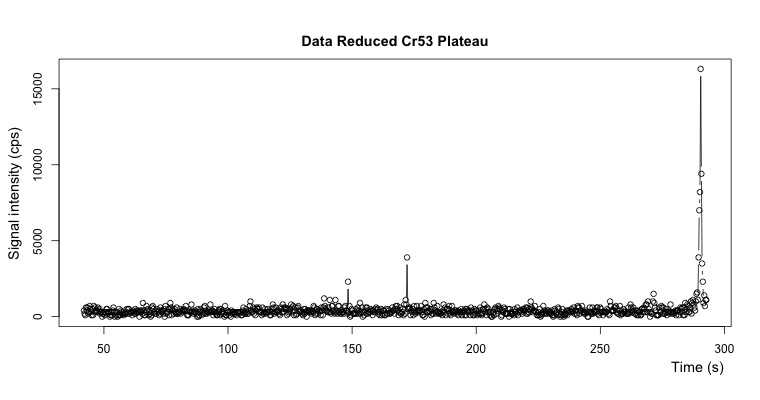 Data Reduced Cr53 Plateau
Signal intensity (cps)
15000
10000
5000
0
50 100 150 200 250 300
Time (s)